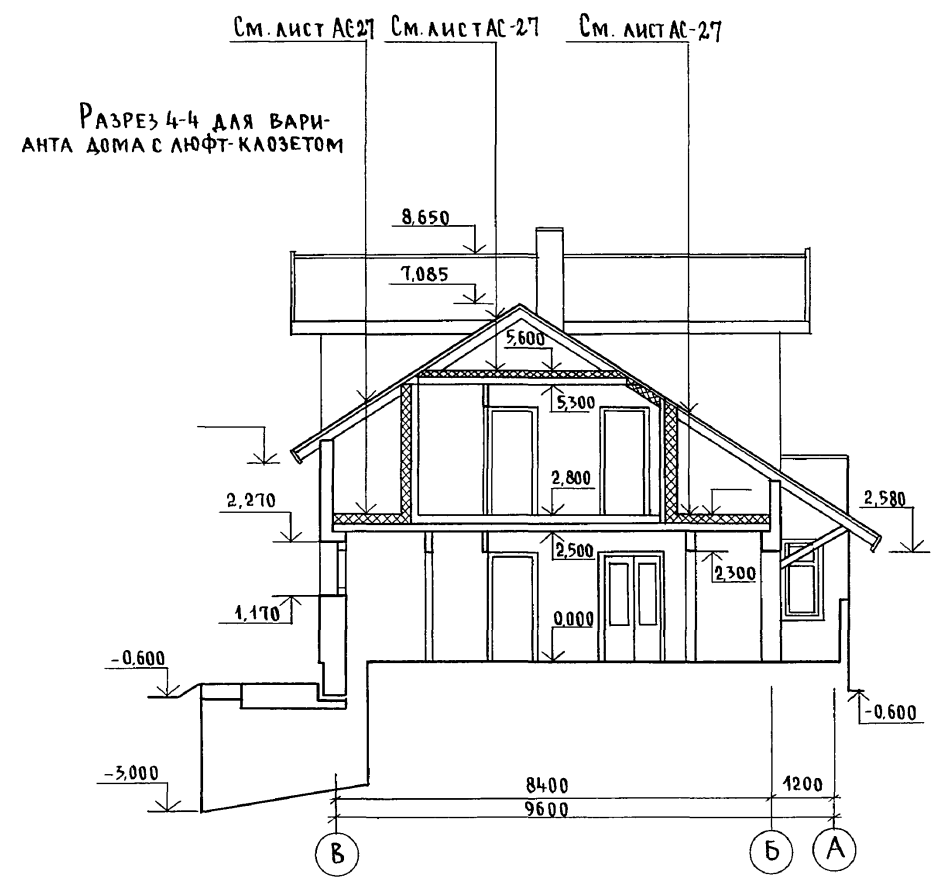 См. лист АС27 См. лист АС-27 См. лист АС-27
Разрез 4-4 для вари-
анта дома с люфт-клозетом
8,650
7,085
5,600
5,300
2,800
2,270
2,580
2,500
2,300
1,170
0,000
-0,600
-0,600
-3,000
8400
1200
9600
В
Б
А